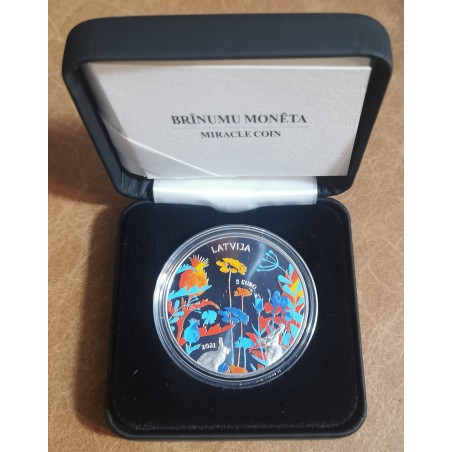 BRĪNUMU MONĒTA
MIRACLE COIN
LATVIJA
5 EURO
2021